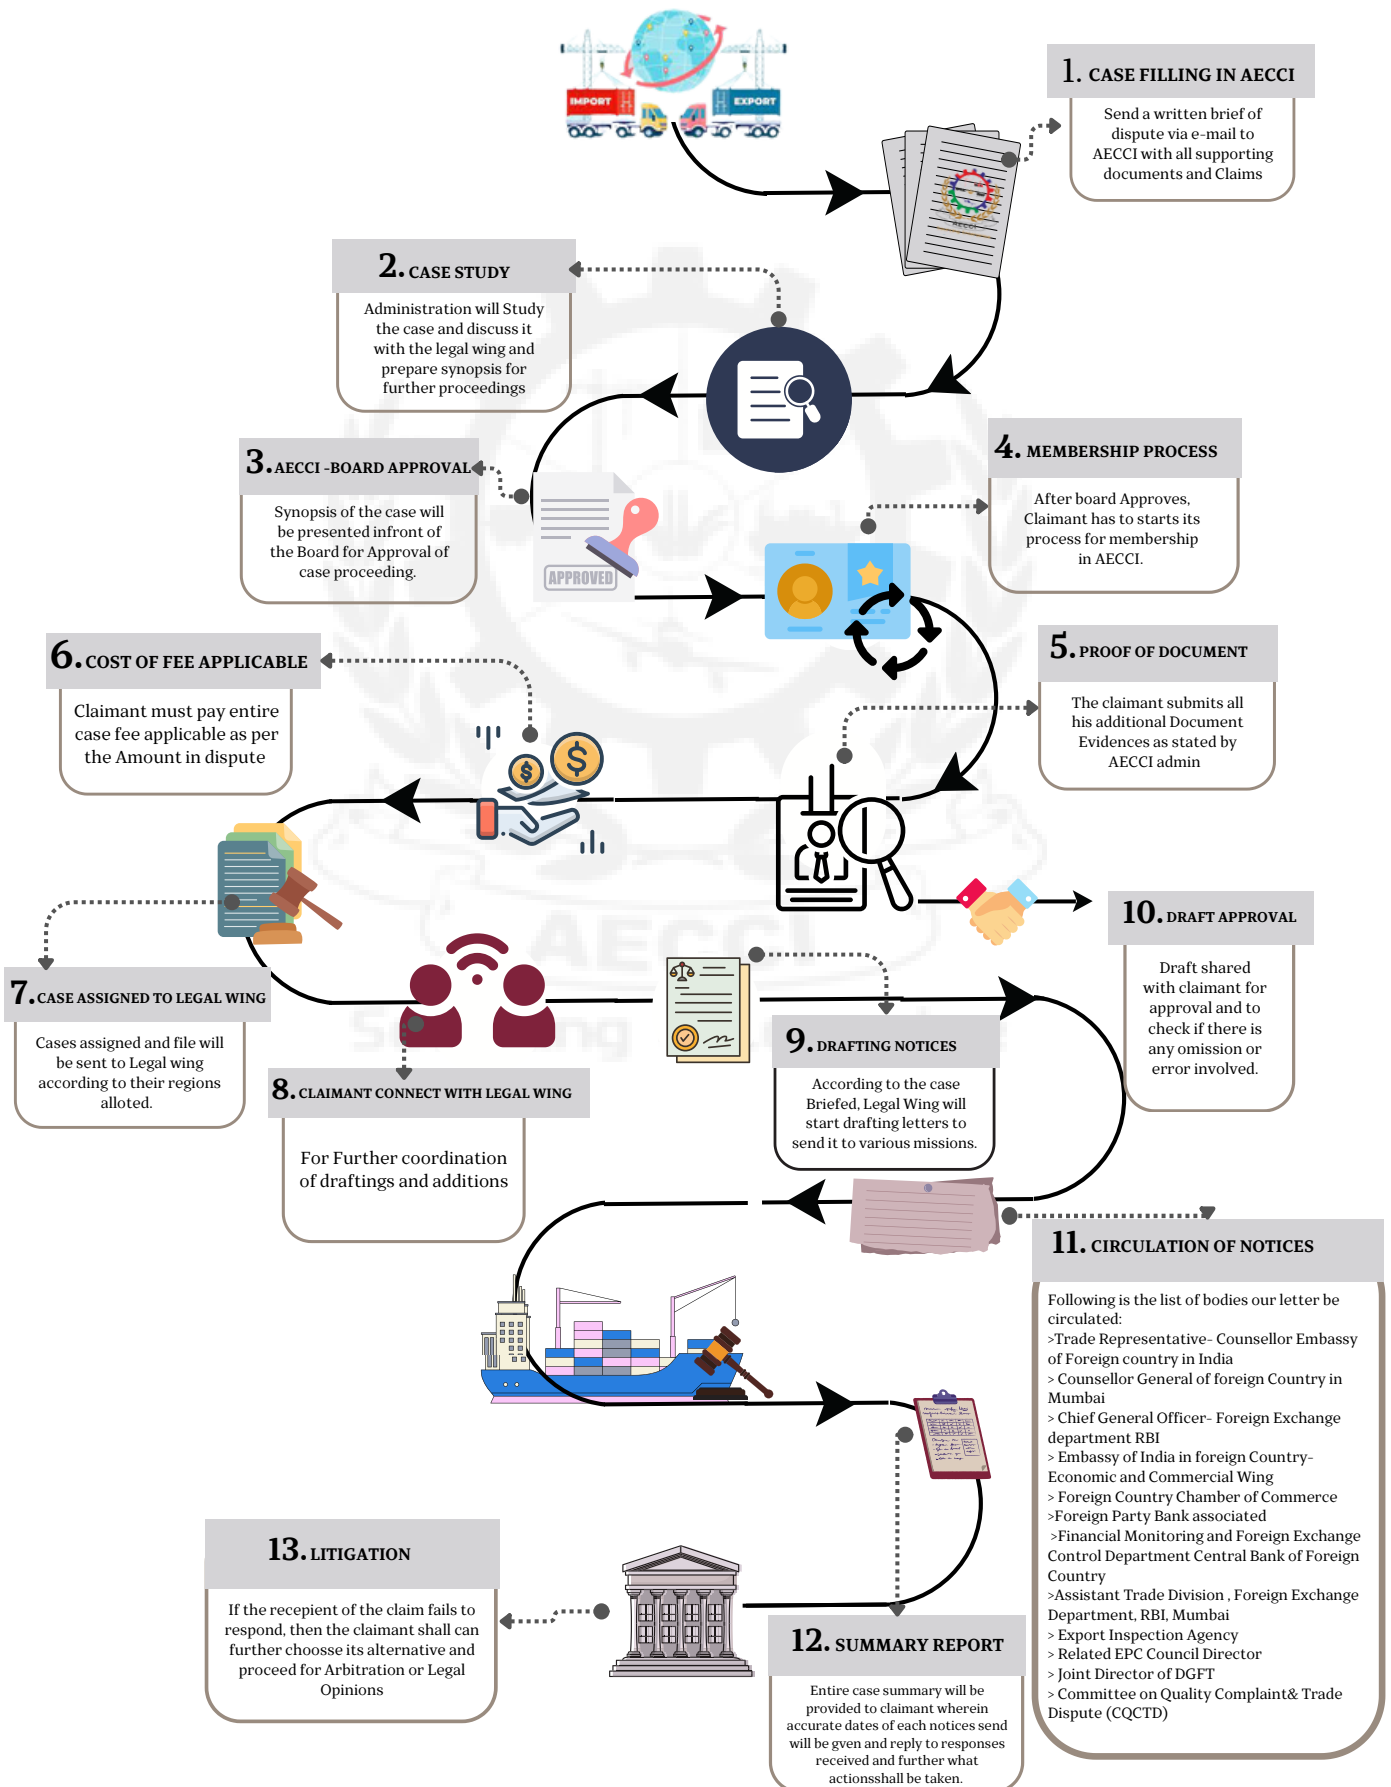 IMPORT
EXPORT
1. CASE FILLING IN AECCI
Send a written brief of
dispute via e-mail to
AECCI with all supporting
documents and Claims
AECCI
2. CASE STUDY
Administration will Study
the case and discuss it
with the legal wing and
prepare synopsis for
further proceedings
3. AECCI -BOARD APPROVAL
Synopsis of the case will
be presented infront of
the Board for Approval of
case proceeding.
APPROVED
4. MEMBERSHIP PROCESS
After board Approves,
Claimant has to starts its
process for membership
in AECCI.
5. PROOF OF DOCUMENT
The claimant submits all
his additional Document
Evidences as stated by
AECCI admin
6. COST OF FEE APPLICABLE
Claimant must pay entire
case fee applicable as per
the Amount in dispute
7. CASE ASSIGNED TO LEGAL WING
Cases assigned and file will
be sent to Legal wing
according to their regions
alloted.
8. CLAIMANT CONNECT WITH LEGAL WING
For Further coordination
of draftings and additions
AECCI
9. DRAFTING NOTICES
According to the case
Briefed, Legal Wing will
start drafting letters to
send it to various missions.
10. DRAFT APPROVAL
Draft shared
with claimant for
approval and to
check if there is
any omission or
error involved.
11. CIRCULATION OF NOTICES
Following is the list of bodies our letter be
circulated:
>Trade Representative- Counsellor Embassy
of Foreign country in India
> Counsellor General of foreign Country in
Mumbai
> Chief General Officer- Foreign Exchange
department RBI
> Embassy of India in foreign Country-
Economic and Commercial Wing
> Foreign Country Chamber of Commerce
>Foreign Party Bank associated
>Financial Monitoring and Foreign Exchange
Control Department Central Bank of Foreign
Country
>Assistant Trade Division , Foreign Exchange
Department, RBI, Mumbai
> Export Inspection Agency
> Related EPC Council Director
> Joint Director of DGFT
> Committee on Quality Complaint& Trade
Dispute (CQCTD)
12. SUMMARY REPORT
Entire case summary will be
provided to claimant wherein
accurate dates of each notices send
will be gven and reply to responses
received and further what
actionsshall be taken.
13. LITIGATION
If the recepient of the claim fails to
respond, then the claimant shall can
further choosse its alternative and
proceed for Arbitration or Legal
Opinions